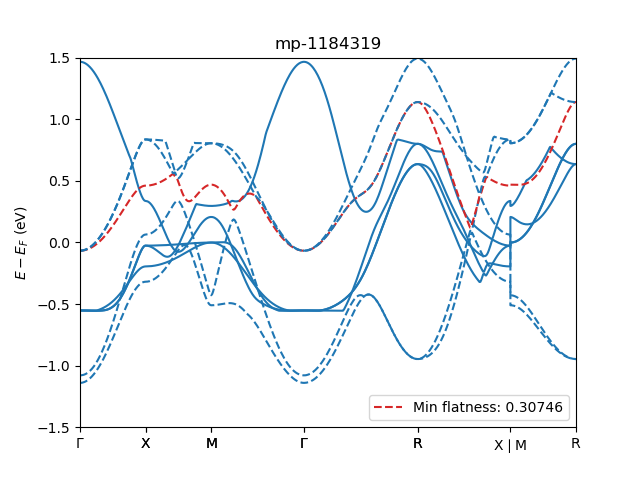 mp-1184319
E − E_F (eV)
1.5
1.0
0.5
0.0
−0.5
−1.0
−1.5
Min flatness: 0.30746
Γ X M Γ R X | M R